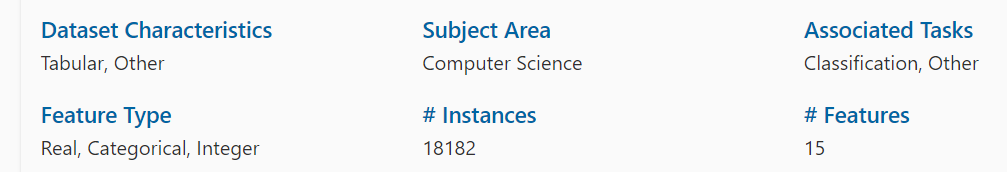 Dataset Characteristics Subject Area Associated Tasks
Tabular, Other Computer Science Classification, Other
Feature Type # Instances # Features
Real, Categorical, Integer 18182 15